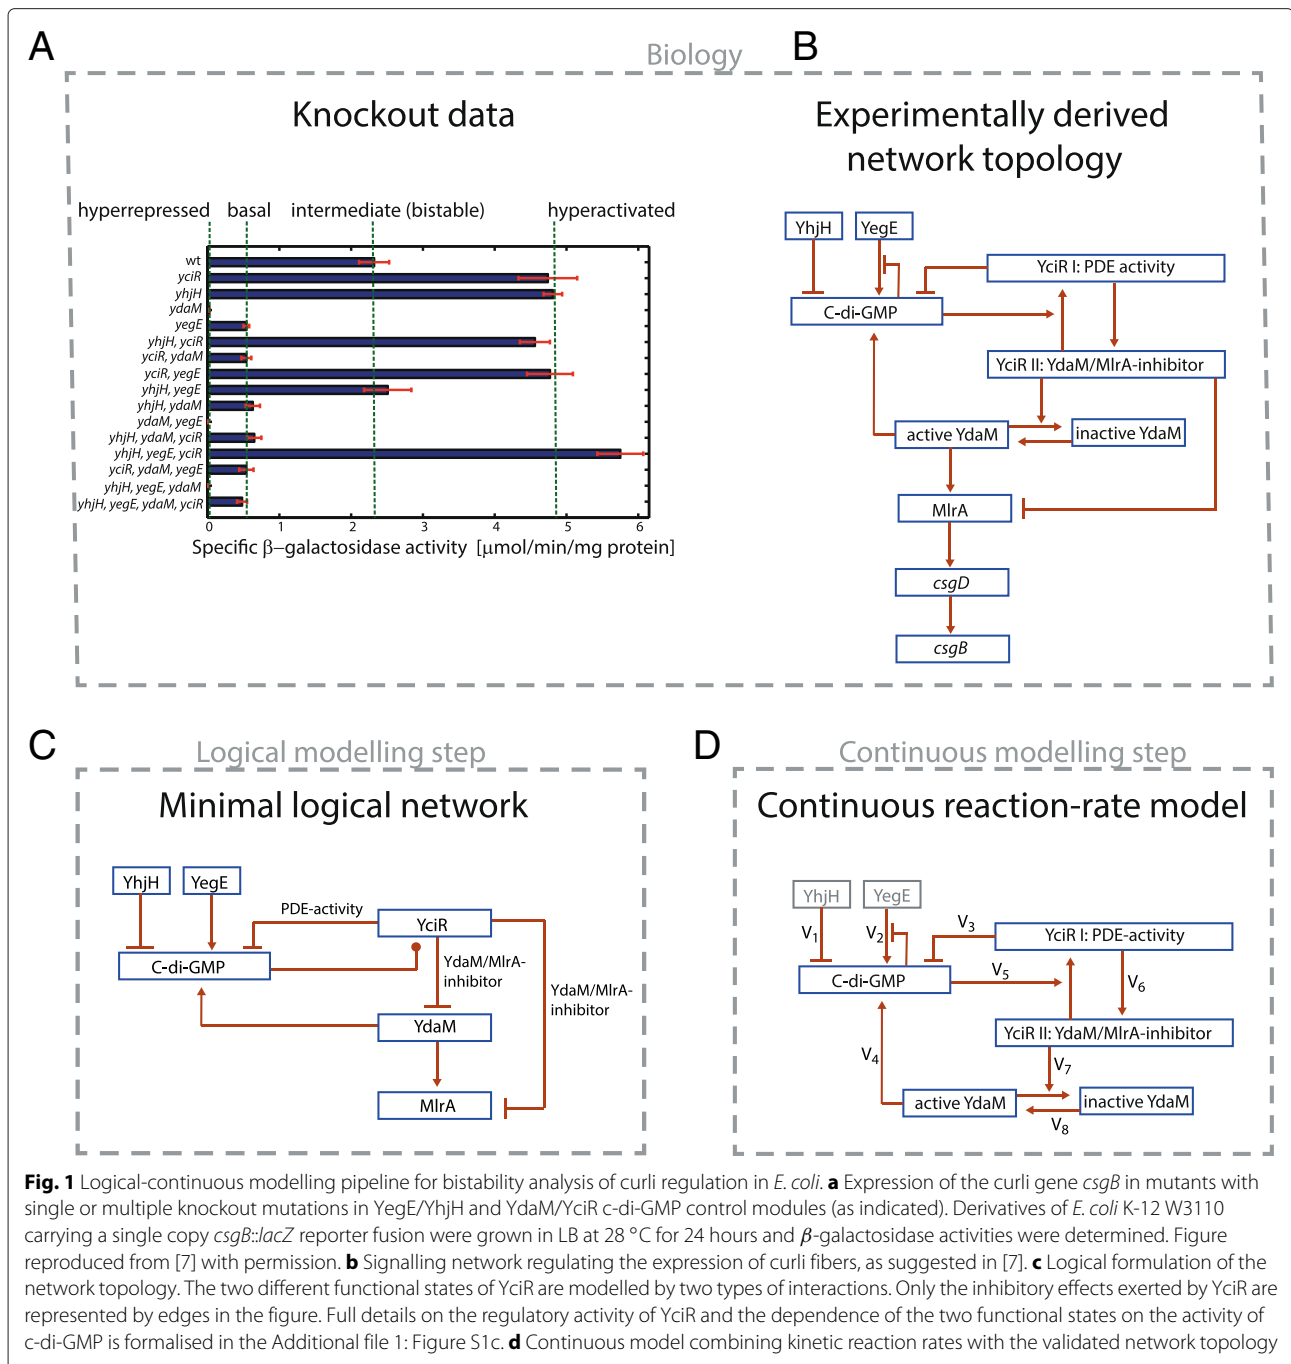 A
B
Biology
Knockout data
Experimentally derived
network topology
hyperrepressed
basal
intermediate (bistable)
hyperactivated
wt
yciR
yhjH
ydaM
yegE
yhjH, yciR
yciR, ydaM
yciR, yegE
yhjH, yegE
yhjH, ydaM
ydaM, yegE
yhjH, ydaM, yciR
yhjH, yegE, yciR
yciR, ydaM, yegE
yhjH, yegE, ydaM
yhjH, yegE, ydaM, yciR
0 1 2 3 4 5 6
Specific β–galactosidase activity [μmol/min/mg protein]
YhjH
YegE
YciR I: PDE activity
C-di-GMP
YciR II: YdaM/MlrA-inhibitor
active YdaM
inactive YdaM
MlrA
csgD
csgB
C
Logical modelling step
Minimal logical network
YhjH
YegE
PDE-activity
YciR
C-di-GMP
YdaM/MlrA-
inhibitor
YdaM/MlrA-
inhibitor
YdaM
MlrA
D
Continuous modelling step
Continuous reaction-rate model
YhjH
YegE
V1
V2
V3
YciR I: PDE-activity
C-di-GMP
V5
V6
YciR II: YdaM/MlrA-inhibitor
V4
V7
active YdaM
inactive YdaM
V8
Fig. 1 Logical-continuous modelling pipeline for bistability analysis of curli regulation in E. coli. a Expression of the curli gene csgB in mutants with
single or multiple knockout mutations in YegE/YhjH and YdaM/YciR c-di-GMP control modules (as indicated). Derivatives of E. coli K-12 W3110
carrying a single copy csgB::lacZ reporter fusion were grown in LB at 28 °C for 24 hours and β-galactosidase activities were determined. Figure
reproduced from [7] with permission. b Signalling network regulating the expression of curli fibers, as suggested in [7]. c Logical formulation of the
network topology. The two different functional states of YciR are modelled by two types of interactions. Only the inhibitory effects exerted by YciR are
represented by edges in the figure. Full details on the regulatory activity of YciR and the dependence of the two functional states on the activity of
c-di-GMP is formalised in the Additional file 1: Figure S1c. d Continuous model combining kinetic reaction rates with the validated network topology